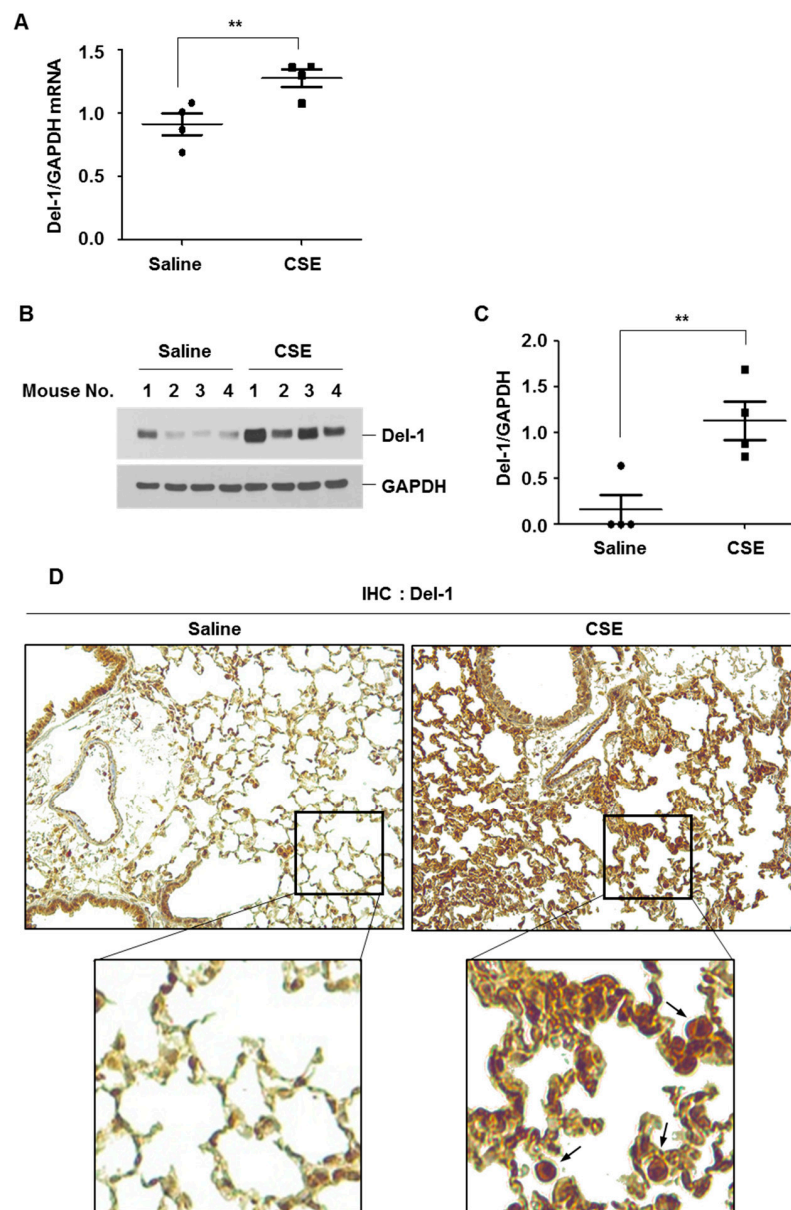 A
**
Del-1/GAPDH mRNA
1.5
1.0
0.5
0.0
Saline
CSE
B
Saline
CSE
Mouse No.
1 2 3 4 1 2 3 4
Del-1
GAPDH
C
**
Del-1/GAPDH
2.0
1.5
1.0
0.5
0.0
Saline
CSE
D
IHC : Del-1
Saline
CSE